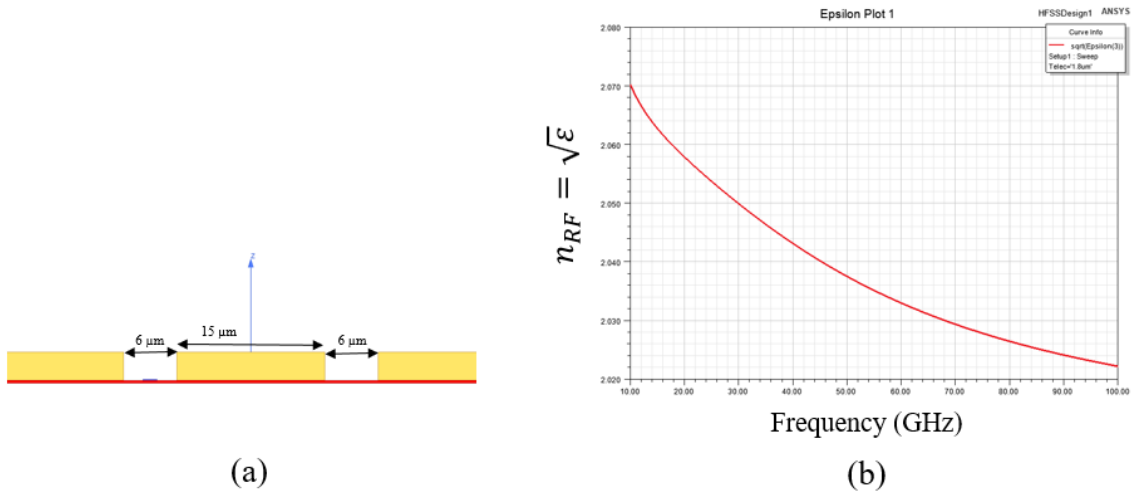 z
6 µm
15 µm
6 µm
(a)
Epsilon Plot 1
HFSSDesign1 ANSYS
Curve Info
sqrt(Epsilon(3))
Setup1 : Sweep
Telec='1.8um'
2.080
2.070
2.060
2.050
2.040
2.030
2.020
n_RF = √ε
10.00 20.00 30.00 40.00 50.00 60.00 70.00 80.00 90.00 100.00
Frequency (GHz)
(b)